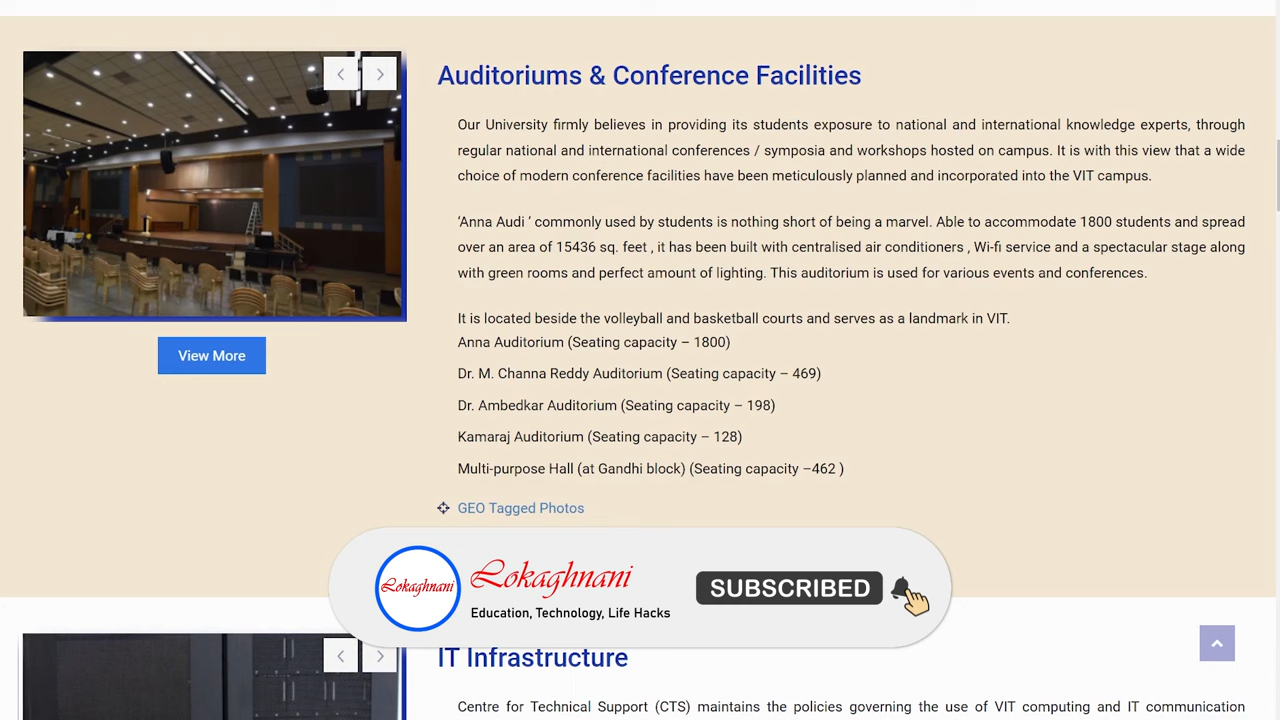 Auditoriums & Conference Facilities
Our University firmly believes in providing its students exposure to national and international knowledge experts, through
regular national and international conferences / symposia and workshops hosted on campus. It is with this view that a wide
choice of modern conference facilities have been meticulously planned and incorporated into the VIT campus.
‘Anna Audi ‘ commonly used by students is nothing short of being a marvel. Able to accommodate 1800 students and spread
over an area of 15436 sq. feet , it has been built with centralised air conditioners , Wi-fi service and a spectacular stage along
with green rooms and perfect amount of lighting. This auditorium is used for various events and conferences.
It is located beside the volleyball and basketball courts and serves as a landmark in VIT.
Anna Auditorium (Seating capacity – 1800)
View More
Dr. M. Channa Reddy Auditorium (Seating capacity – 469)
Dr. Ambedkar Auditorium (Seating capacity – 198)
Kamaraj Auditorium (Seating capacity – 128)
Multi-purpose Hall (at Gandhi block) (Seating capacity –462 )
GEO Tagged Photos
Lokaghnani
Lokaghnani
Education, Technology, Life Hacks
SUBSCRIBED
IT Infrastructure
Centre for Technical Support (CTS) maintains the policies governing the use of VIT computing and IT communication